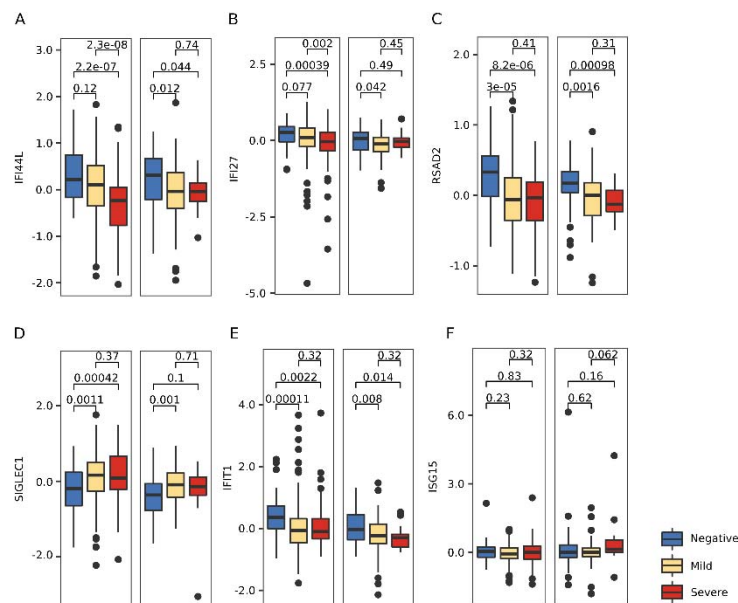 A
B
C
2.3e-08
0.74
2.2e-07
0.044
0.12
0.012
3.0
2.0
1.0
0.0
-1.0
-2.0
IFI44L
0.002
0.45
0.00039
0.49
0.077
0.042
2.5
0.0
-2.5
-5.0
IFI27
0.41
0.31
8.2e-06
0.00098
3e-05
0.0016
2.0
1.0
0.0
-1.0
RSAD2
D
E
F
0.37
0.71
0.00042
0.1
0.0011
0.001
2.0
0.0
-2.0
SIGLEC1
0.32
0.32
0.0022
0.014
0.00011
0.008
4.0
2.0
0.0
-2.0
IFIT1
0.32
0.062
0.83
0.16
0.23
0.62
6.0
3.0
0.0
ISG15
Negative
Mild
Severe